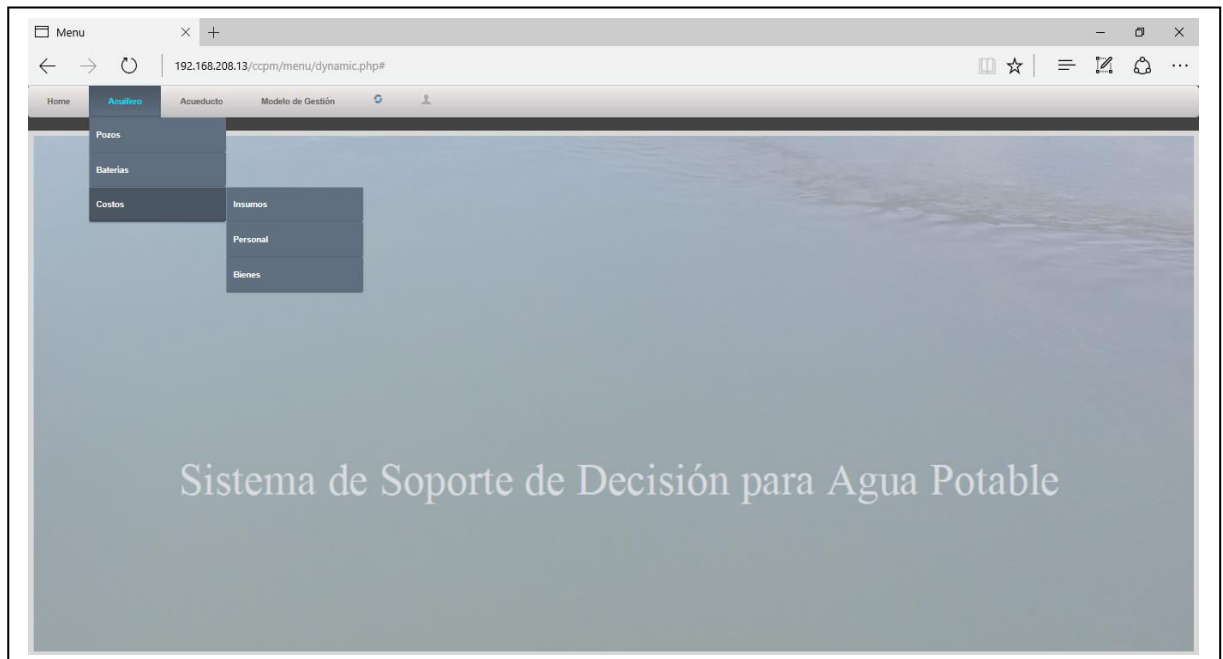 Menu
192.168.208.13/ccpm/menu/dynamic.php#
Home Acuífero Acueducto Modelo de Gestión
Pozos
Baterías
Costos Insumos
Personal
Bienes
Sistema de Soporte de Decisión para Agua Potable